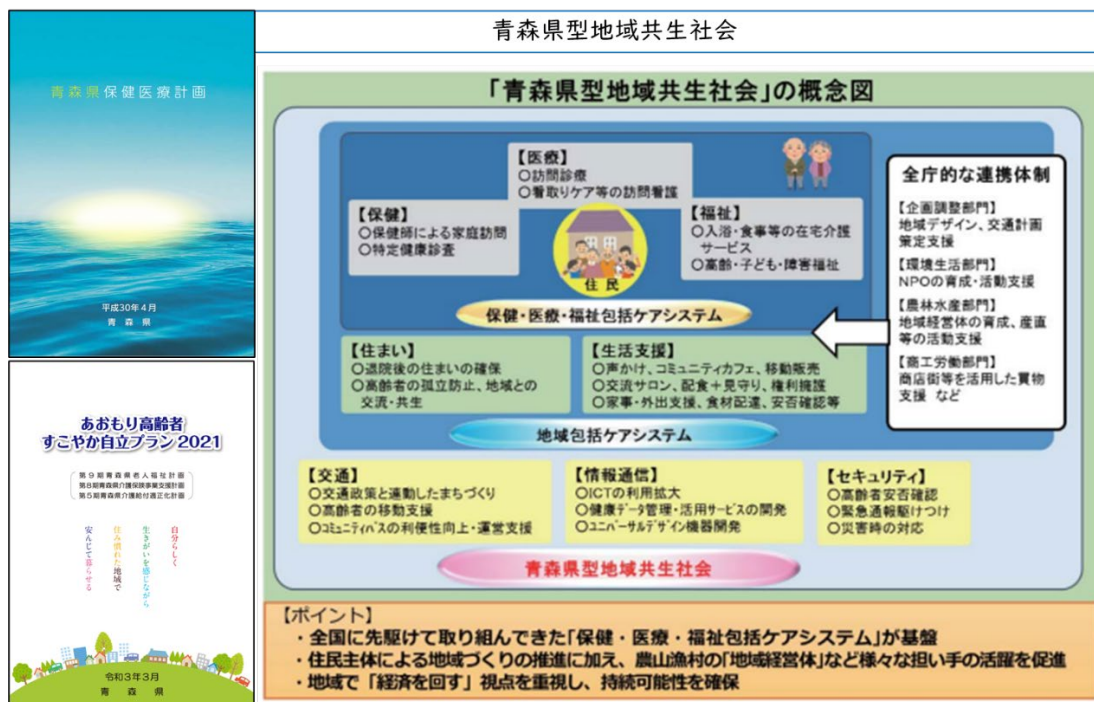 青森県保健医療計画
平成30年4月
青 森 県
あおもり高齢者
すこやか自立プラン2021
第9期青森県老人福祉計画
第8期青森県介護保険事業支援計画
第5期青森県介護給付適正化計画
自分らしく
生きがいを感じながら
住み慣れた地域で
安んじて暮らせる
令和3年3月
青 森 県
青森県型地域共生社会
「青森県型地域共生社会」の概念図
【医療】
○訪問診療
○看取りケア等の訪問看護
【保健】
○保健師による家庭訪問
○特定健康診査
【福祉】
○入浴・食事等の在宅介護
サービス
○高齢・子ども・障害福祉
住 民
保健・医療・福祉包括ケアシステム
【住まい】
○退院後の住まいの確保
○高齢者の孤立防止、地域との
交流・共生
【生活支援】
○声かけ、コミュニティカフェ、移動販売
○交流サロン、配食+見守り、権利擁護
○家事・外出支援、食材配達、安否確認等
地域包括ケアシステム
【交通】
○交通政策と連動したまちづくり
○高齢者の移動支援
○コミュニティバスの利便性向上・運営支援
【情報通信】
○ICTの利用拡大
○健康データ管理・活用サービスの開発
○ユニバーサルデザイン機器開発
【セキュリティ】
○高齢者安否確認
○緊急通報駆けつけ
○災害時の対応
青森県型地域共生社会
全庁的な連携体制
【企画調整部門】
地域デザイン、交通計画
策定支援
【環境生活部門】
NPOの育成・活動支援
【農林水産部門】
地域経営体の育成、産直
等の活動支援
【商工労働部門】
商店街等を活用した買物
支援 など
【ポイント】
・全国に先駆けて取り組んできた「保健・医療・福祉包括ケアシステム」が基盤
・住民主体による地域づくりの推進に加え、農山漁村の「地域経営体」など様々な担い手の活躍を促進
・地域で「経済を回す」視点を重視し、持続可能性を確保